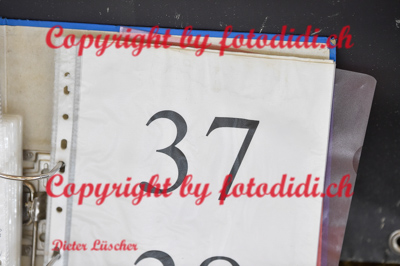 Copyright by fotodidi.ch
37
Copyright by fotodidi.ch
Dieter Lüscher